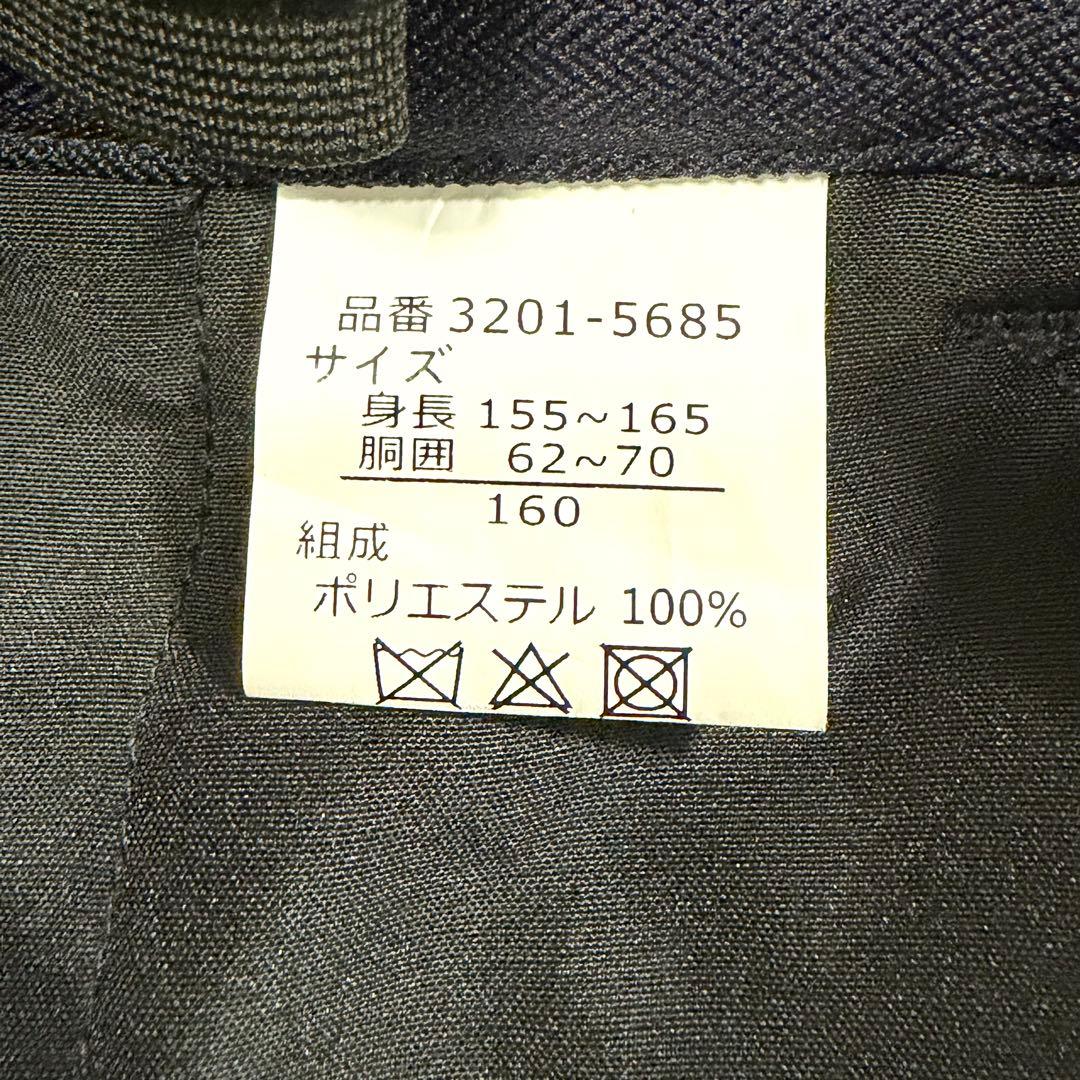 品番 3201-5685
サイズ
身長 155~165
胴囲 62~70
160
組成
ポリエステル 100%